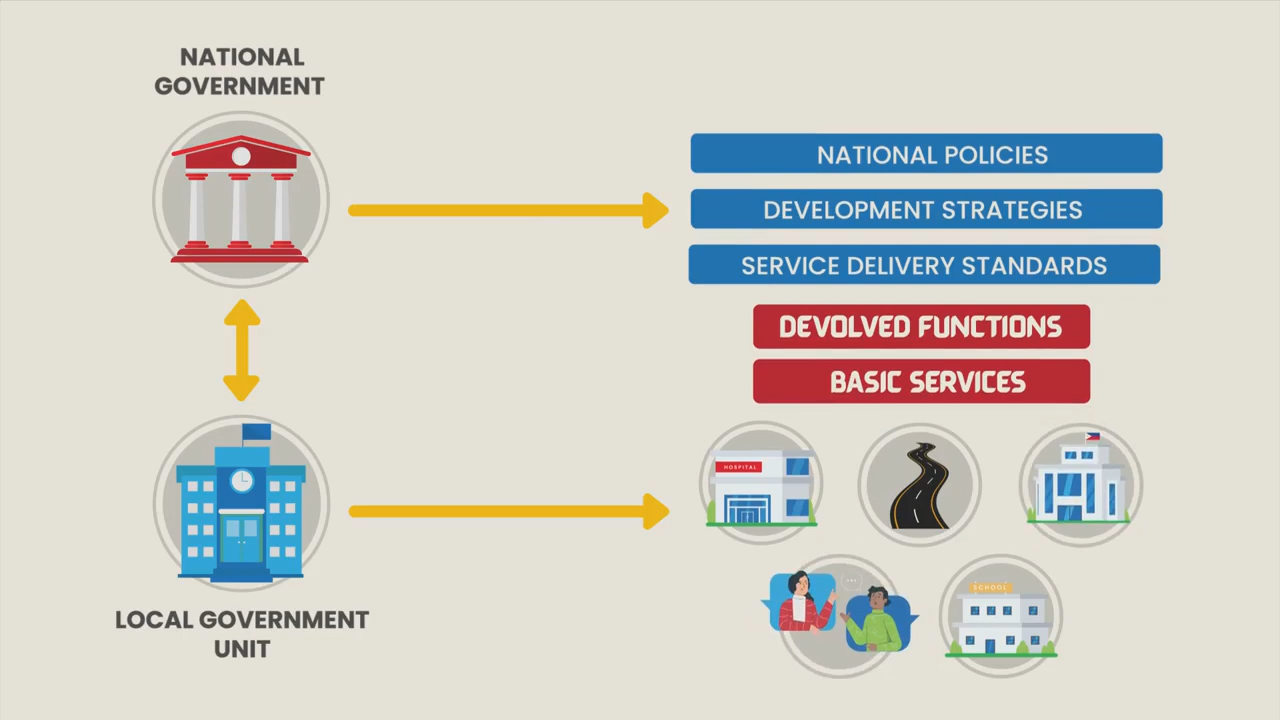 NATIONAL
GOVERNMENT
NATIONAL POLICIES
DEVELOPMENT STRATEGIES
SERVICE DELIVERY STANDARDS
DEVOLVED FUNCTIONS
BASIC SERVICES
HOSPITAL
SCHOOL
LOCAL GOVERNMENT
UNIT